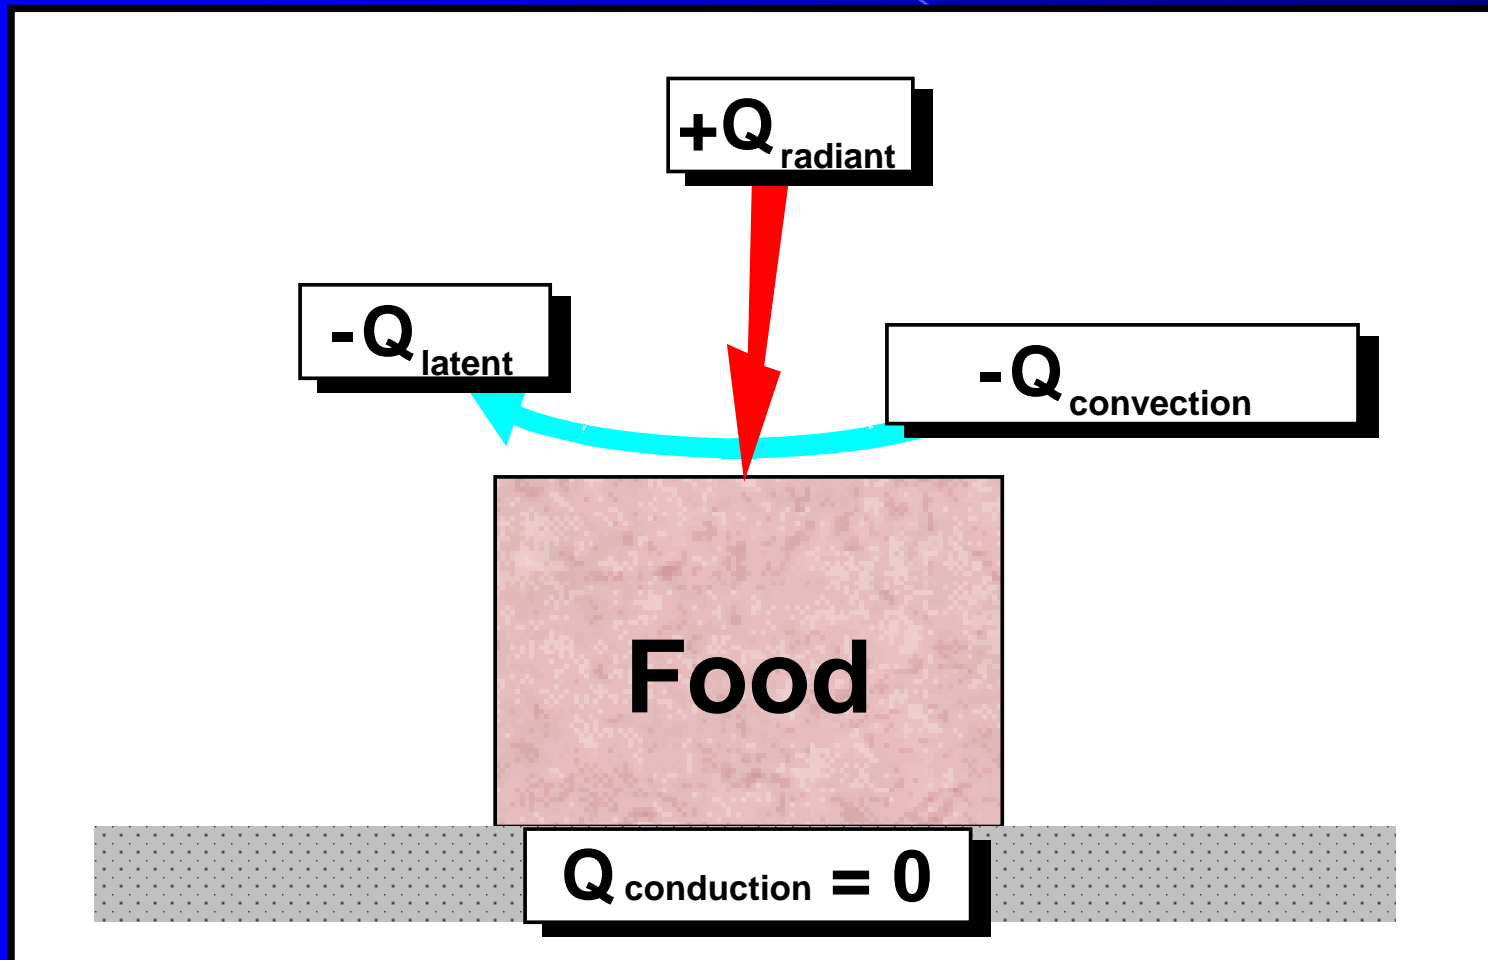 +Q radiant
-Q latent
-Q convection
Food
Q conduction = 0